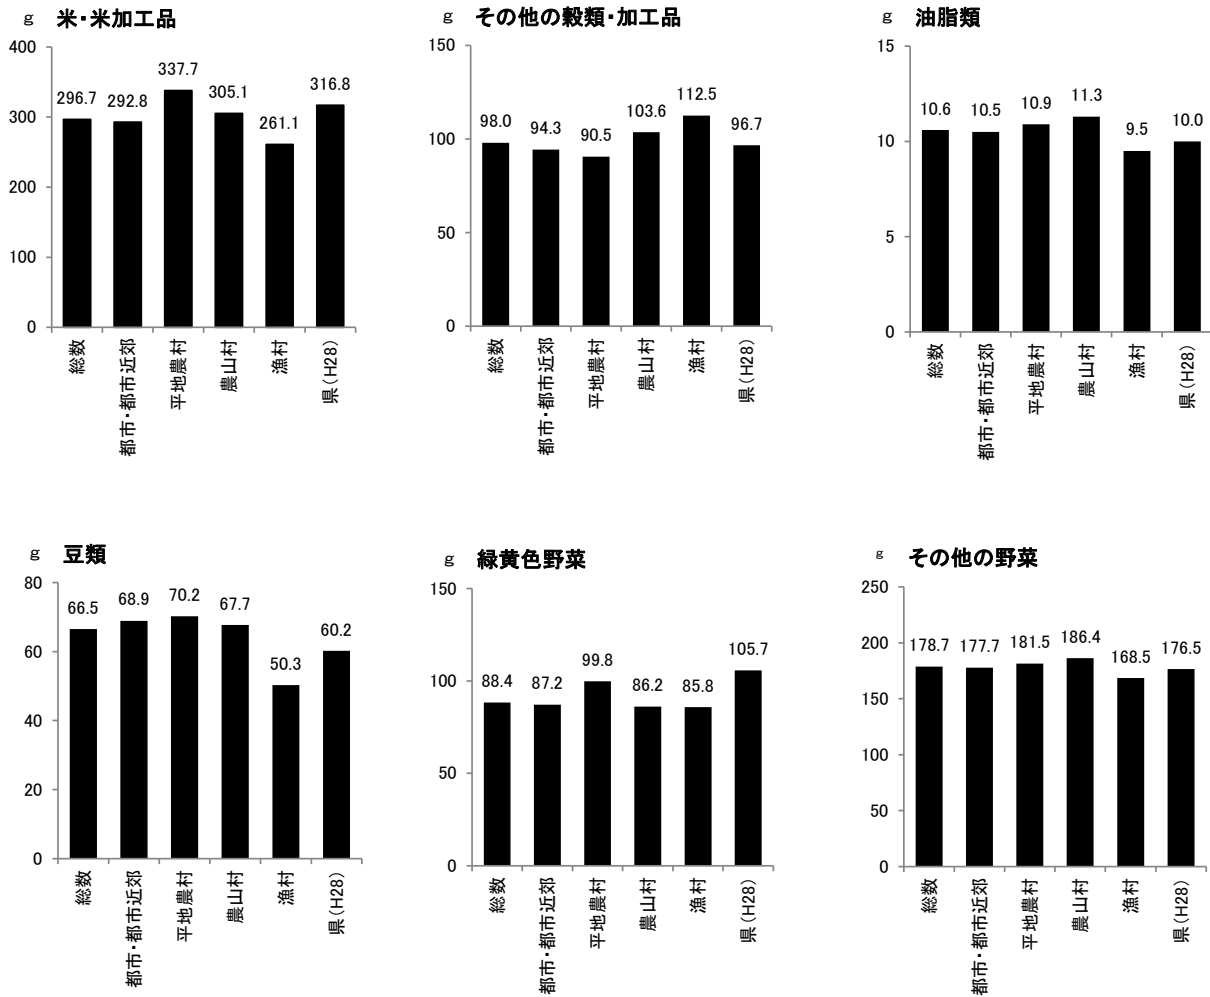 g 米・米加工品
400
300
200
100
0
296.7
292.8
337.7
305.1
261.1
316.8
総数
都市・都市近郊
平地農村
農山村
漁村
県(H28)
g その他の穀類・加工品
150
100
50
0
98.0
94.3
90.5
103.6
112.5
96.7
総数
都市・都市近郊
平地農村
農山村
漁村
県(H28)
g 油脂類
15
10
5
0
10.6
10.5
10.9
11.3
9.5
10.0
総数
都市・都市近郊
平地農村
農山村
漁村
県(H28)
g 豆類
80
60
40
20
0
66.5
68.9
70.2
67.7
50.3
60.2
総数
都市・都市近郊
平地農村
農山村
漁村
県(H28)
g 緑黄色野菜
150
100
50
0
88.4
87.2
99.8
86.2
85.8
105.7
総数
都市・都市近郊
平地農村
農山村
漁村
県(H28)
g その他の野菜
250
200
150
100
50
0
178.7
177.7
181.5
186.4
168.5
176.5
総数
都市・都市近郊
平地農村
農山村
漁村
県(H28)